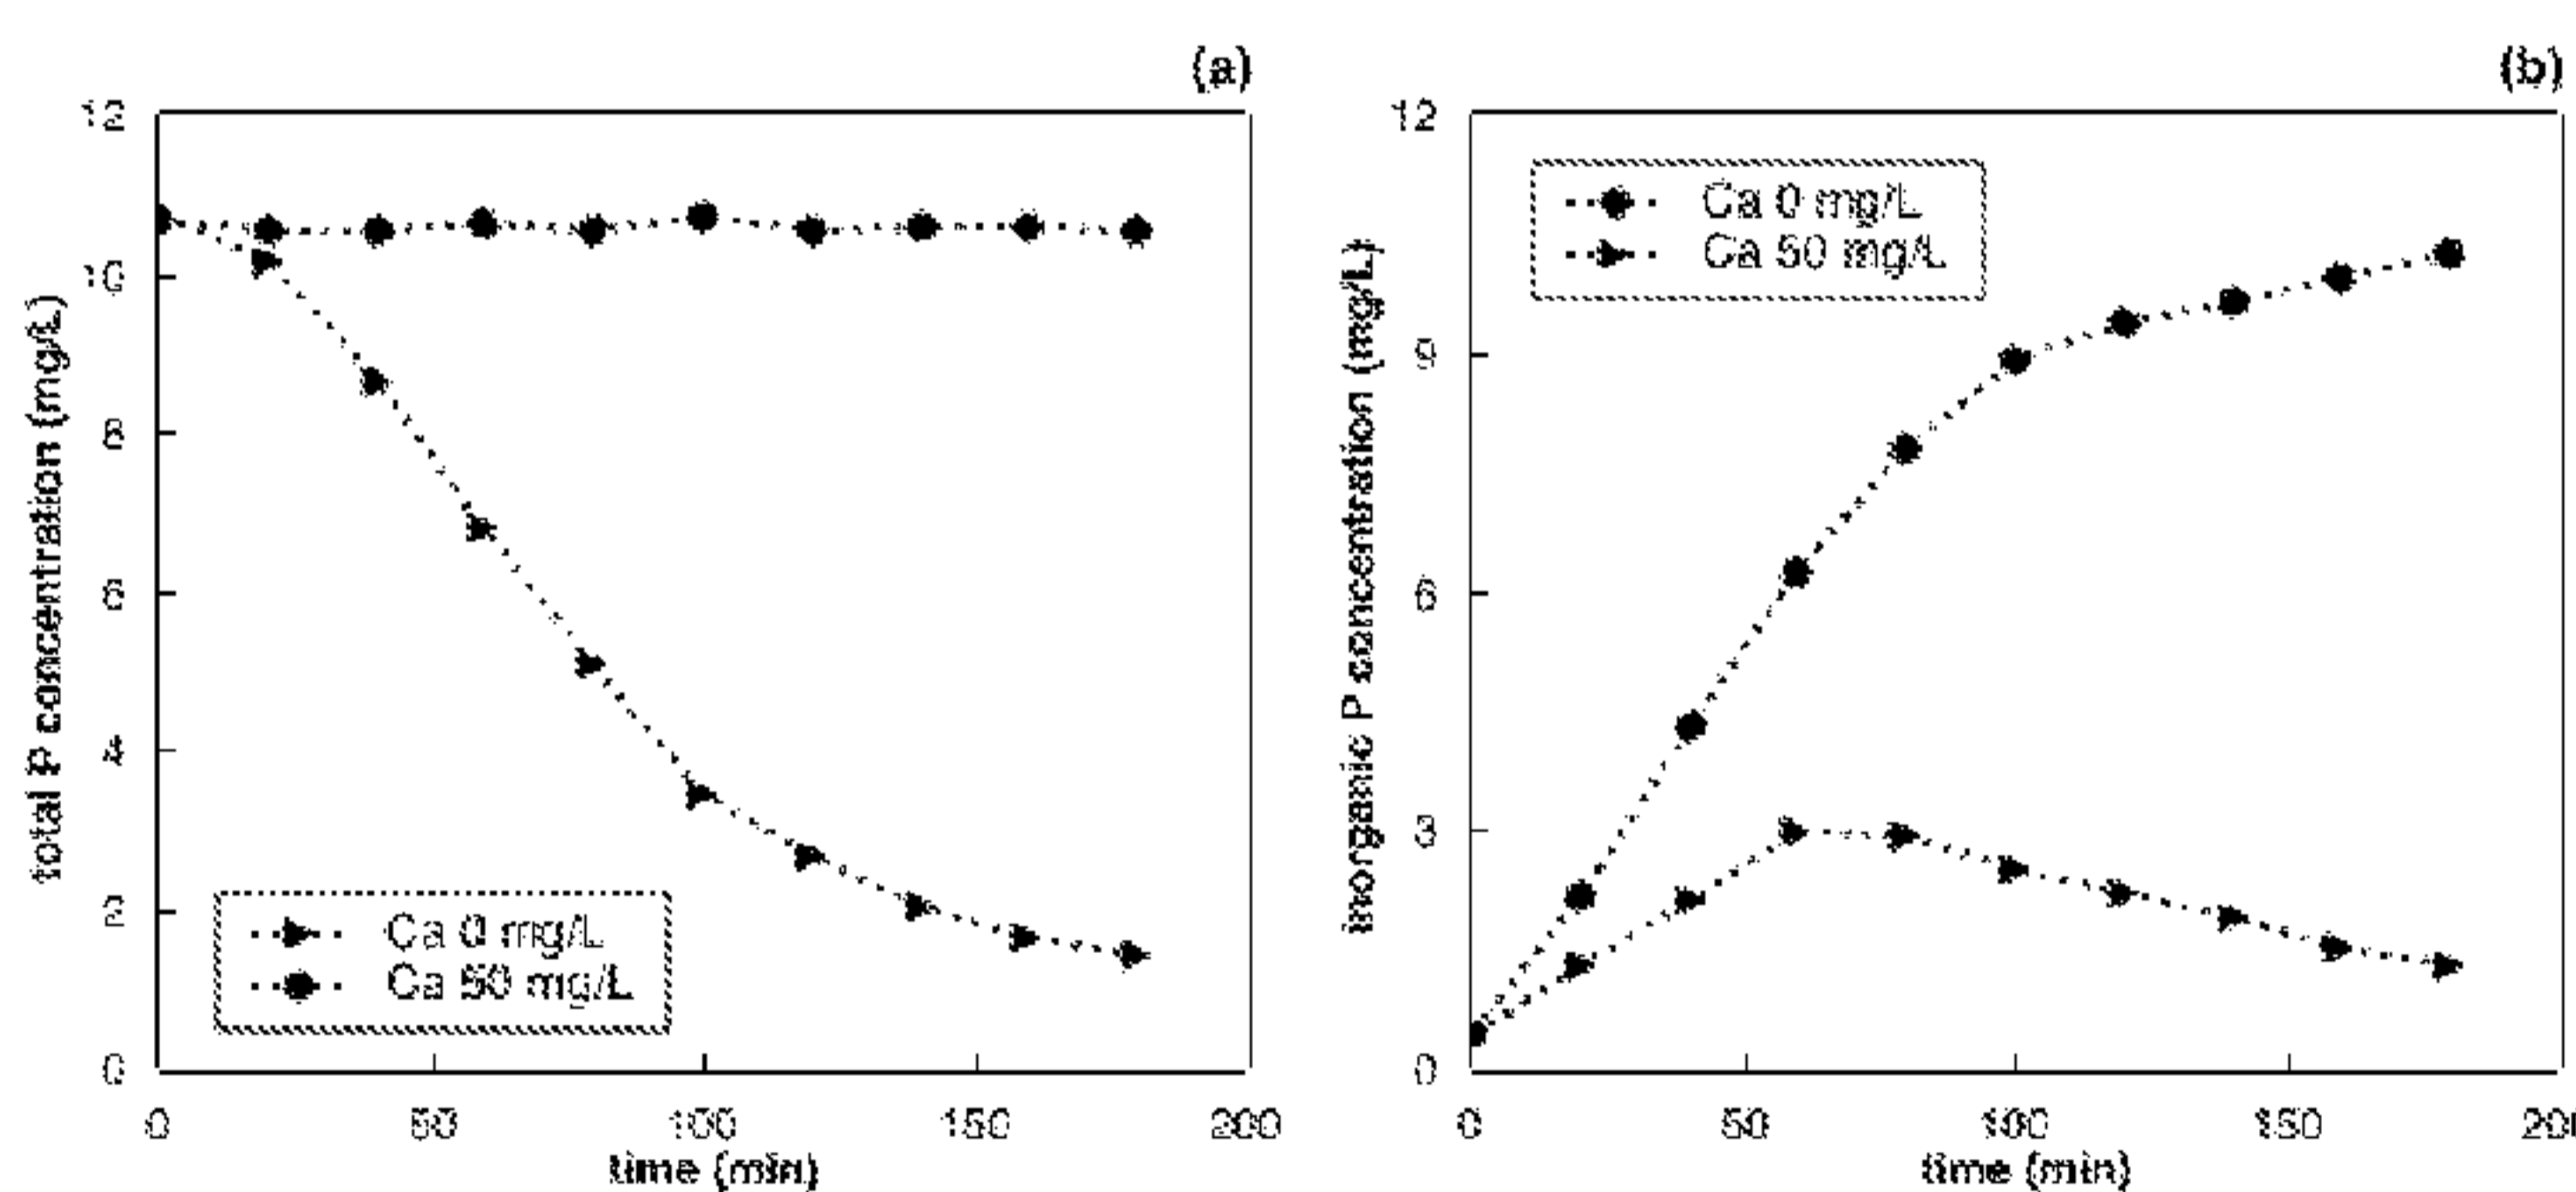 (a)
total P concentration (mg/L)
12
10
8
6
4
2
0
Ca 0 mg/L
Ca 50 mg/L
0 50 100 150 200
time (min)
(b)
inorganic P concentration (mg/L)
12
9
6
3
0
Ca 0 mg/L
Ca 50 mg/L
0 50 100 150 20
time (min)